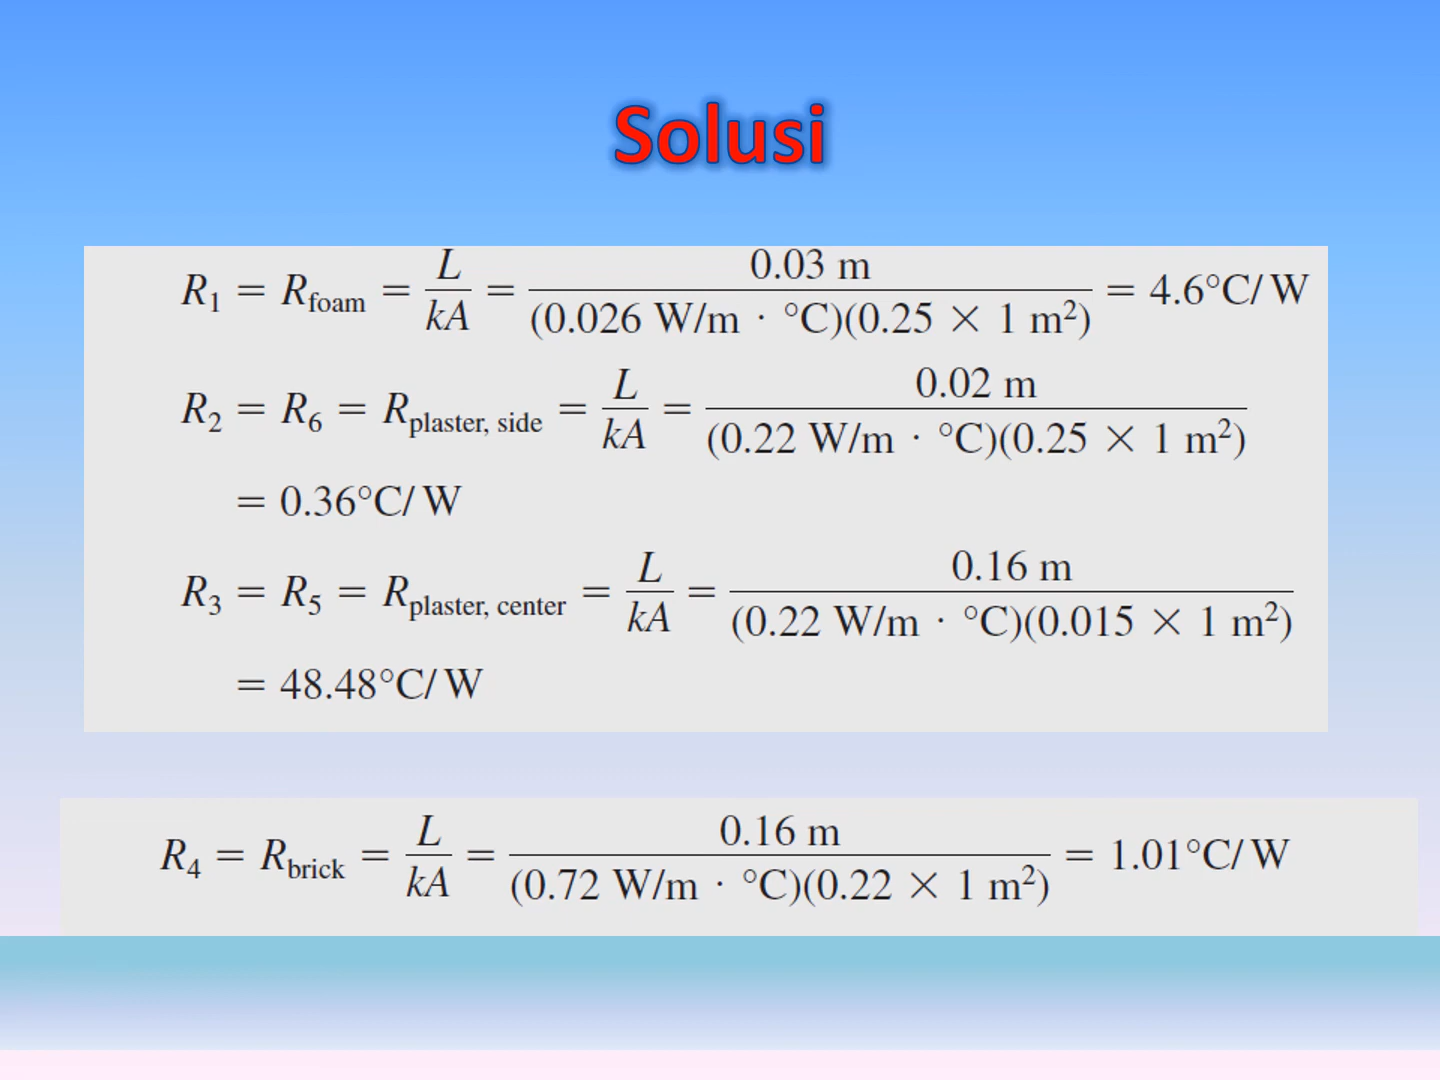 Solusi
R₁ = R_foam = L/kA = 0.03 m / (0.026 W/m · °C)(0.25 × 1 m²) = 4.6°C/W
R₂ = R₆ = R_plaster, side = L/kA = 0.02 m / (0.22 W/m · °C)(0.25 × 1 m²)
= 0.36°C/W
R₃ = R₅ = R_plaster, center = L/kA = 0.16 m / (0.22 W/m · °C)(0.015 × 1 m²)
= 48.48°C/W
R₄ = R_brick = L/kA = 0.16 m / (0.72 W/m · °C)(0.22 × 1 m²) = 1.01°C/W